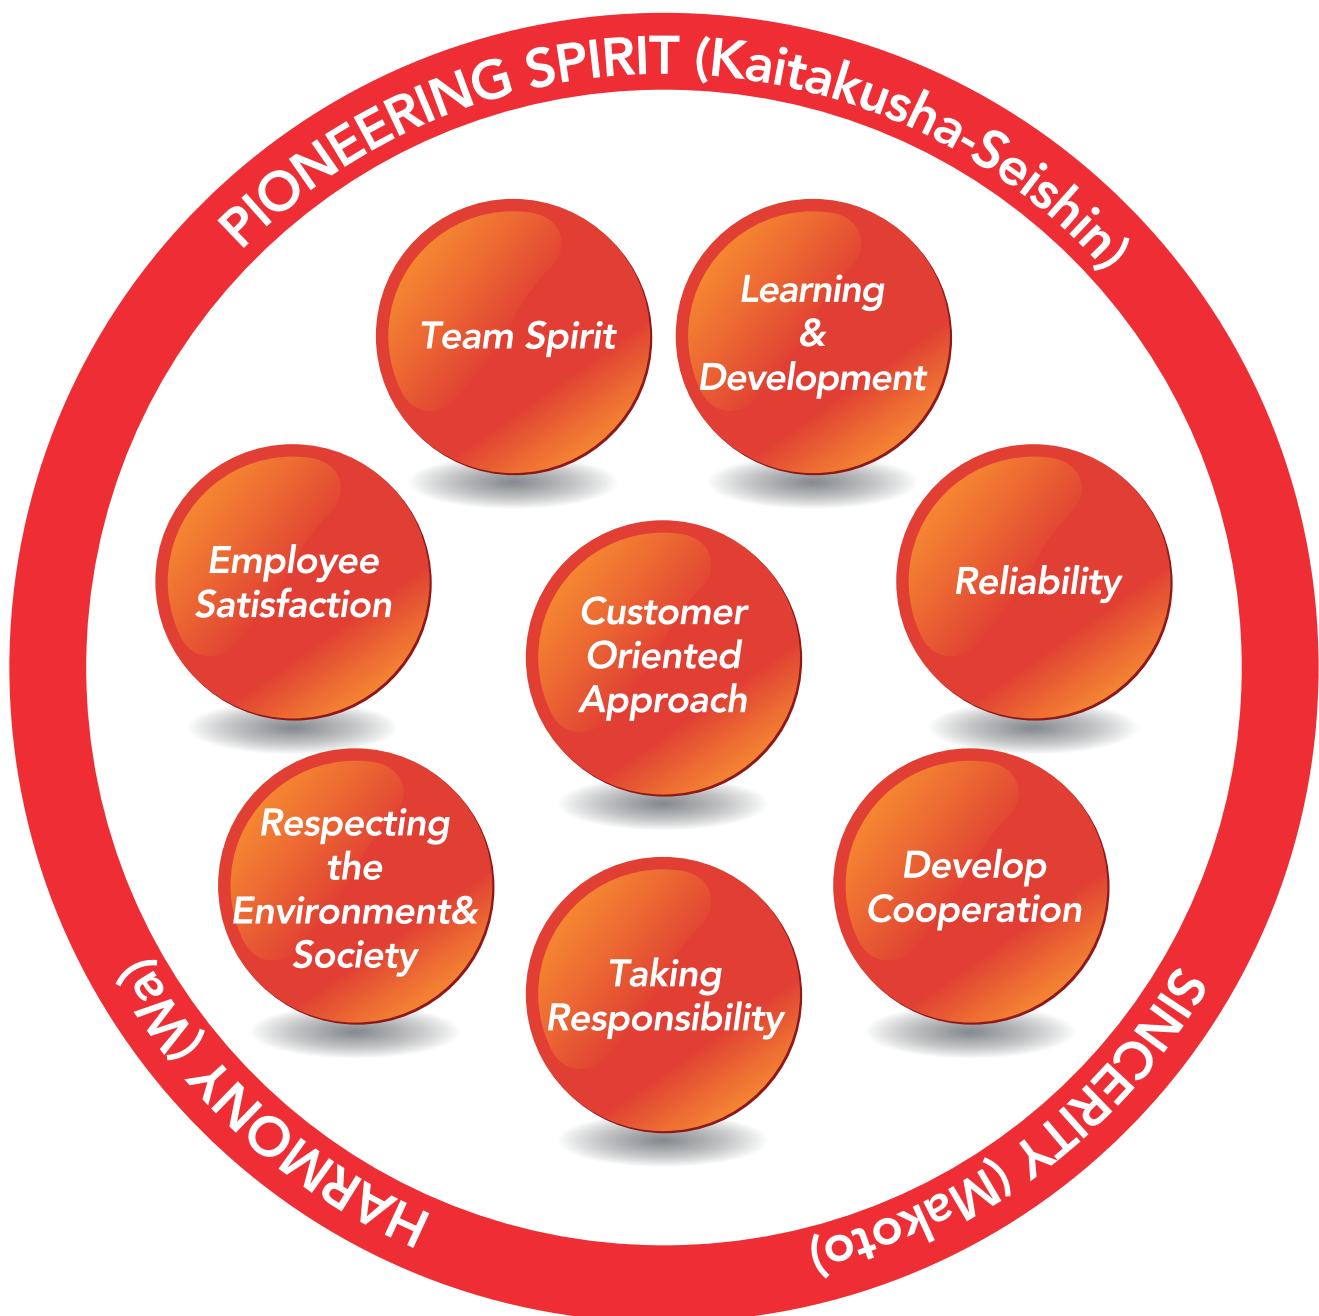 PIONEERING SPIRIT (Kaitakusha-Seishin)
Team Spirit
Learning
&
Development
Employee
Satisfaction
Customer
Oriented
Approach
Reliability
Respecting
the
Environment&
Society
Taking
Responsibility
Develop
Cooperation
HARMONY (Wa)
SINCERITY (Makoto)